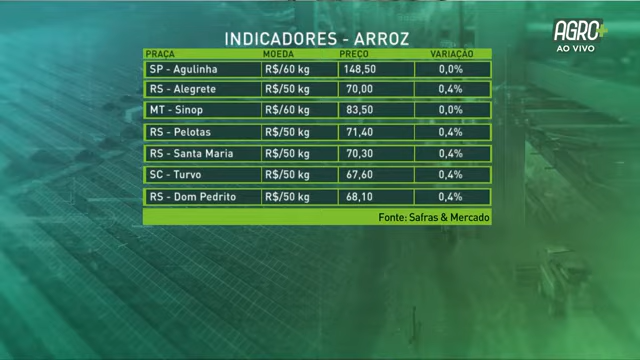 AGRO+
AO VIVO
INDICADORES - ARROZ
PRAÇA MOEDA PREÇO VARIAÇÃO
SP - Agulinha R$/60 kg 148,50 0,0%
RS - Alegrete R$/50 kg 70,00 0,4%
MT - Sinop R$/60 kg 83,50 0,0%
RS - Pelotas R$/50 kg 71,40 0,4%
RS - Santa Maria R$/50 kg 70,30 0,4%
SC - Turvo R$/50 kg 67,60 0,4%
RS - Dom Pedrito R$/50 kg 68,10 0,4%
Fonte: Safras & Mercado